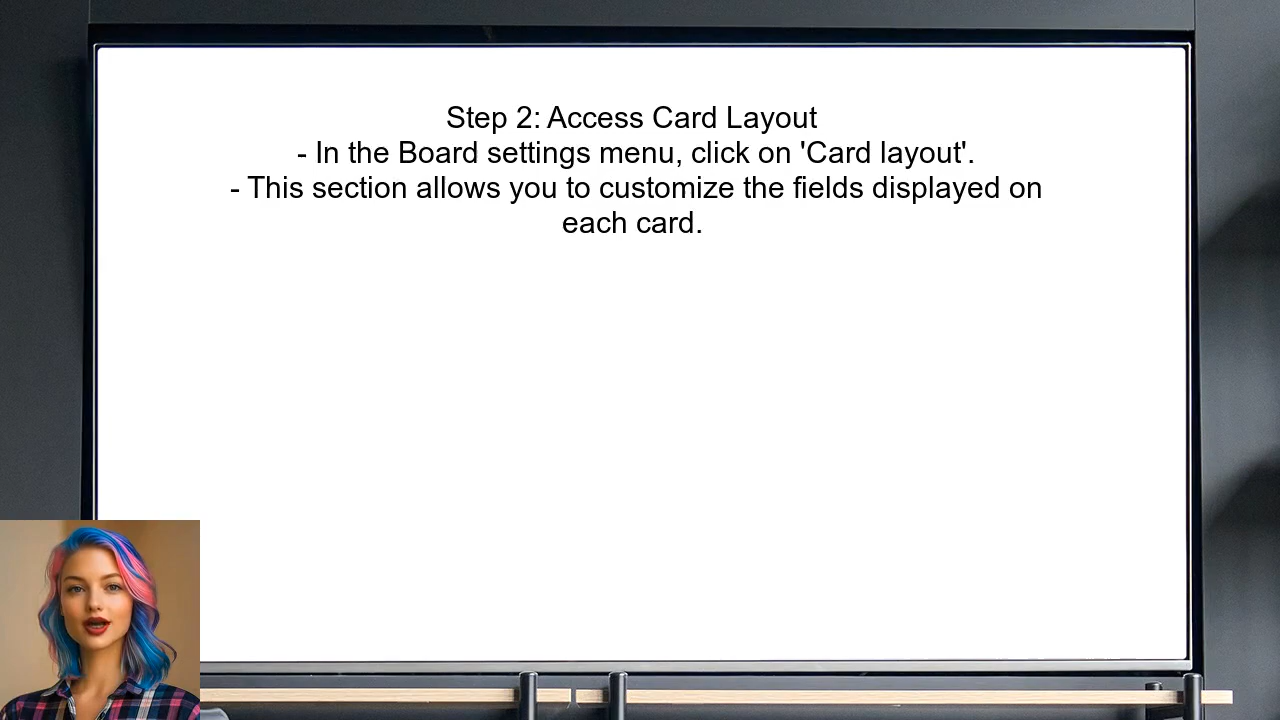 Step 2: Access Card Layout
- In the Board settings menu, click on 'Card layout'.
- This section allows you to customize the fields displayed on
each card.